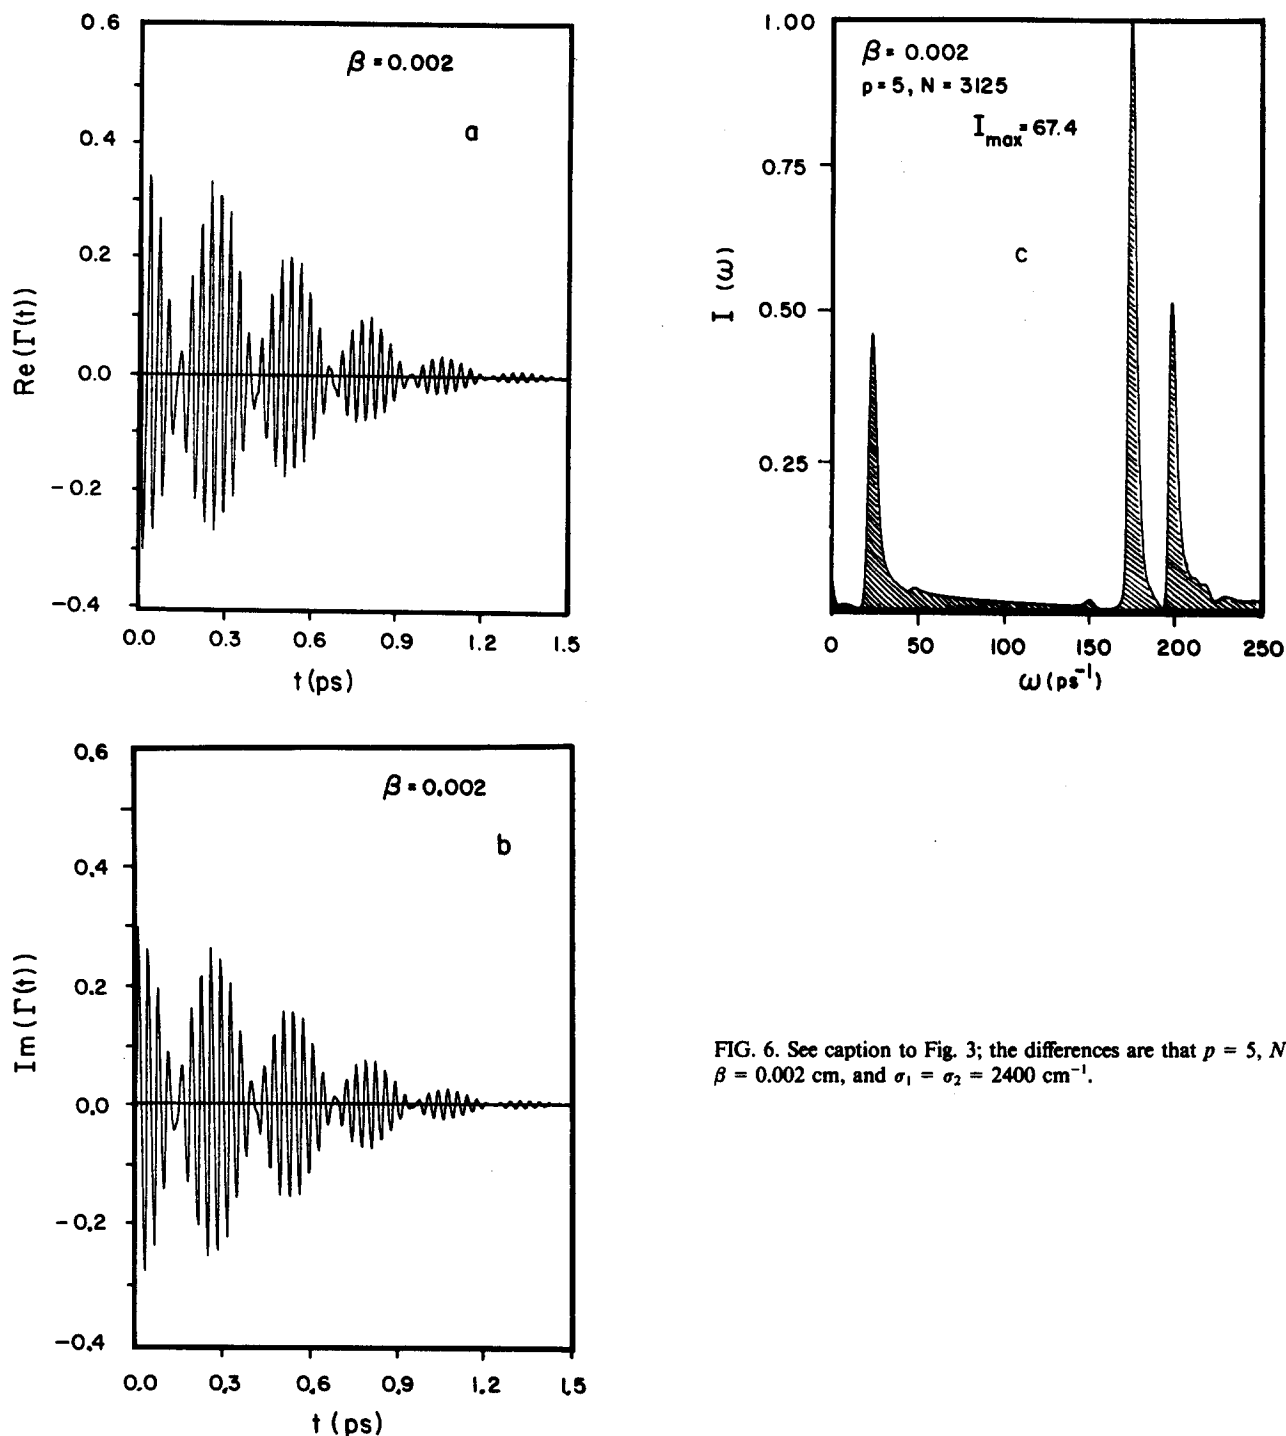 0.6
0.4
0.2
0.0
−0.2
−0.4
Re(Γ(t))
β = 0.002
a
0.0 0.3 0.6 0.9 1.2 1.5
t (ps)
1.00
0.75
0.50
0.25
I (ω)
β = 0.002
p = 5, N = 3125
Imax = 67.4
c
0 50 100 150 200 250
ω (ps⁻¹)
0.6
0.4
0.2
0.0
−0.2
−0.4
Im(Γ(t))
β = 0.002
b
0.0 0.3 0.6 0.9 1.2 1.5
t (ps)
FIG. 6. See caption to Fig. 3; the differences are that p = 5, N
β = 0.002 cm, and σ₁ = σ₂ = 2400 cm⁻¹.